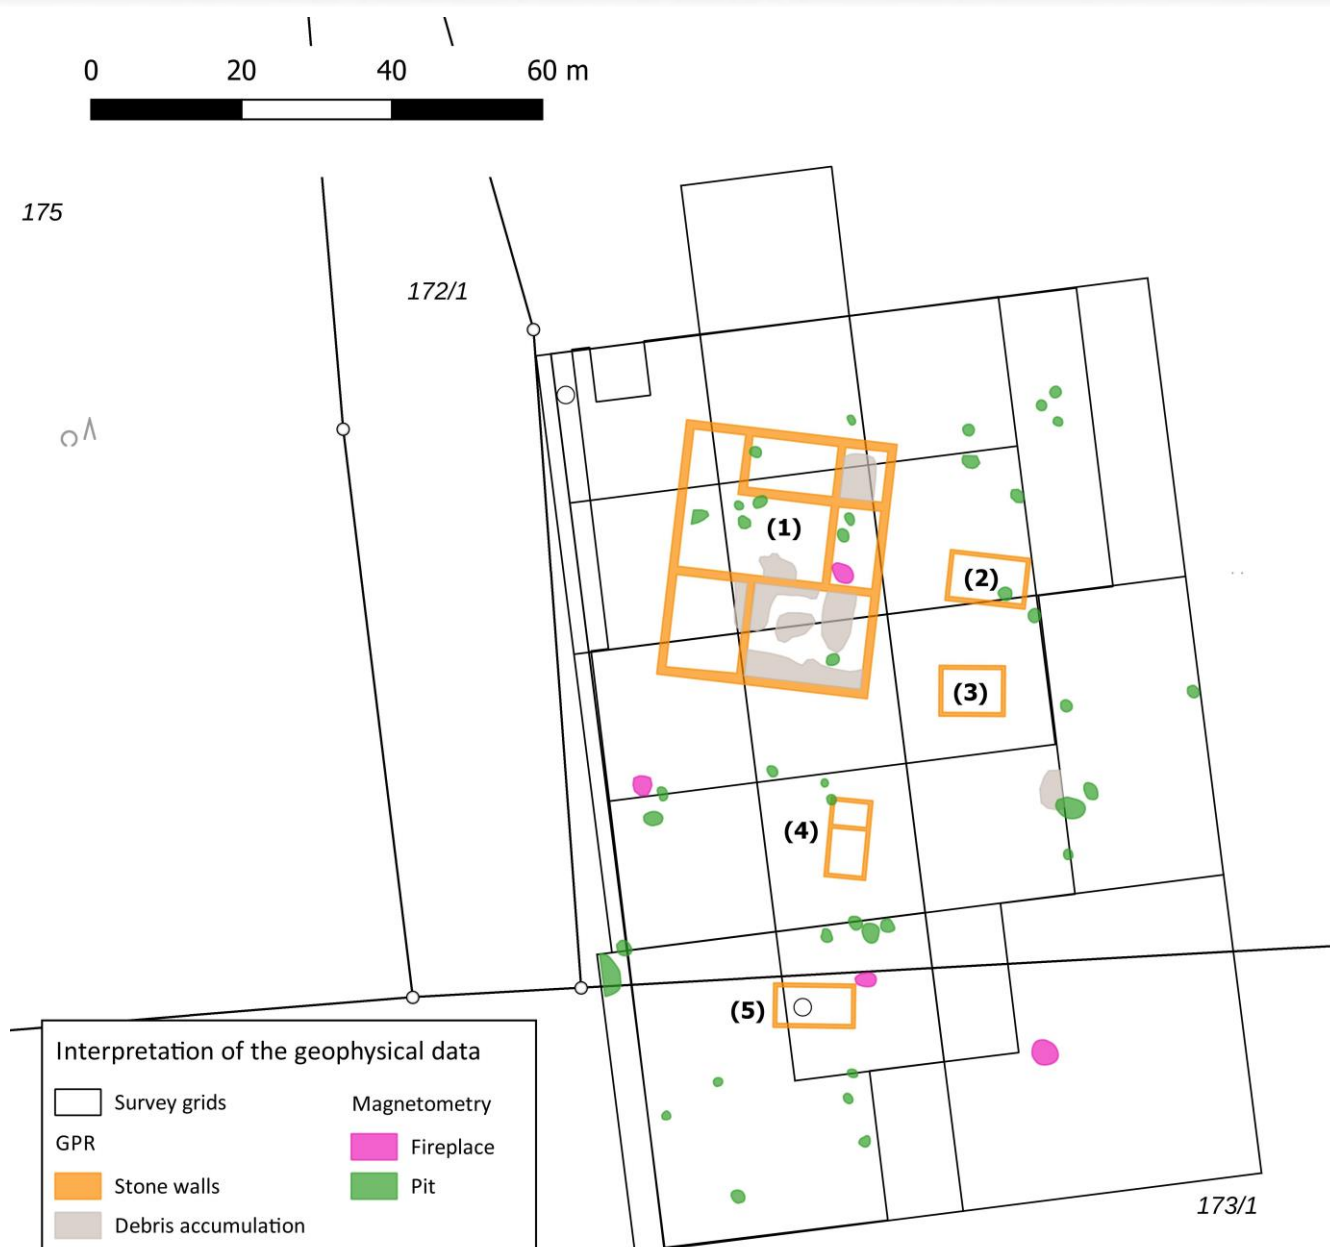 0 20 40 60 m
175
172/1
(1)
(2)
(3)
(4)
(5)
Interpretation of the geophysical data
Survey grids
Magnetometry
GPR
Fireplace
Stone walls
Pit
Debris accumulation
173/1